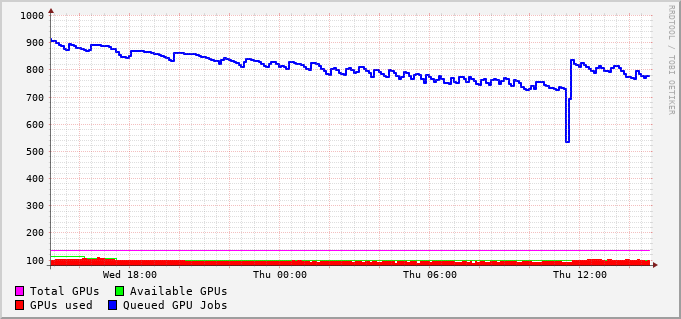 1000
900
800
700
600
500
400
300
200
100
Wed 18:00 Thu 00:00 Thu 06:00 Thu 12:00
Total GPUs Available GPUs
GPUs used Queued GPU Jobs
RRDTOOL / TOBI OETIKER